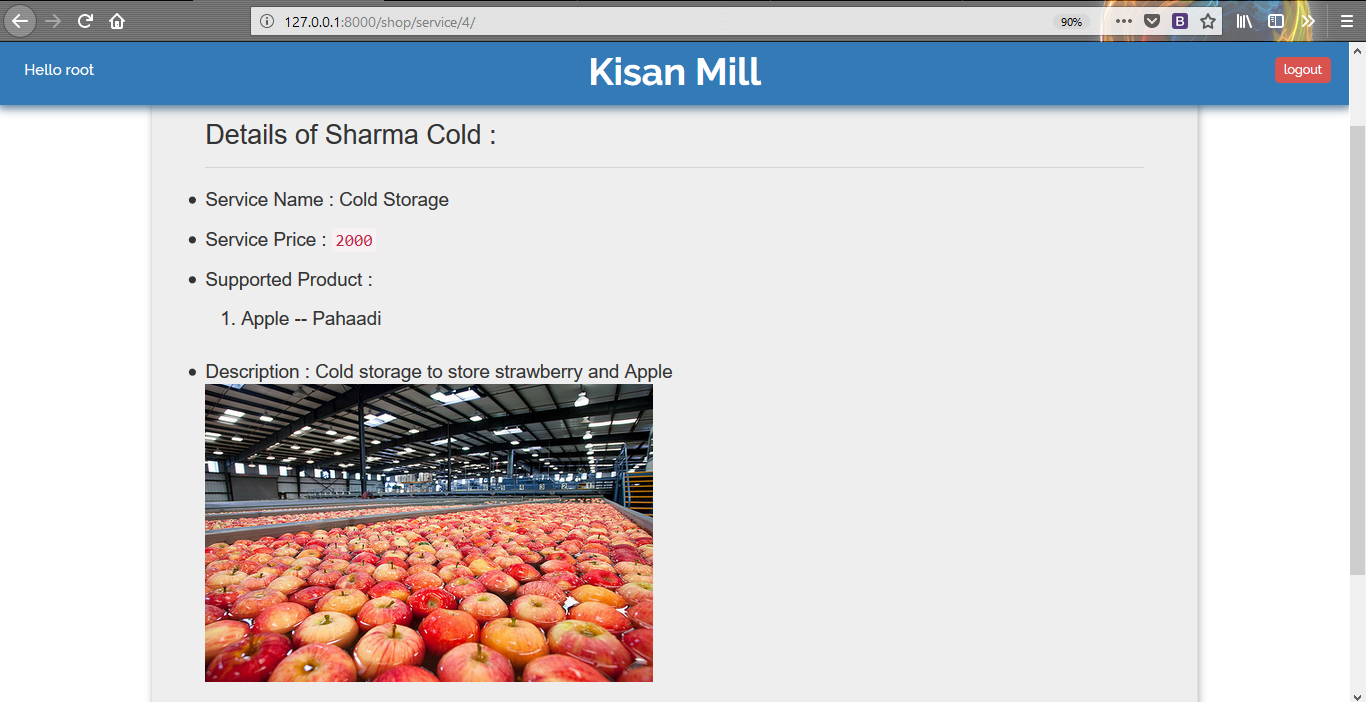 127.0.0.1:8000/shop/service/4/
90%
B
Hello root
Kisan Mill
logout
Details of Sharma Cold :
Service Name : Cold Storage
Service Price : 2000
Supported Product :
1. Apple -- Pahaadi
Description : Cold storage to store strawberry and Apple